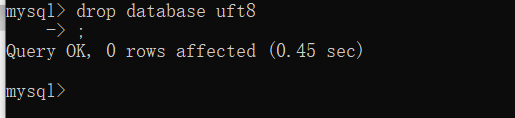 mysql> drop database uft8
    -> ;
Query OK, 0 rows affected (0.45 sec)
mysql>